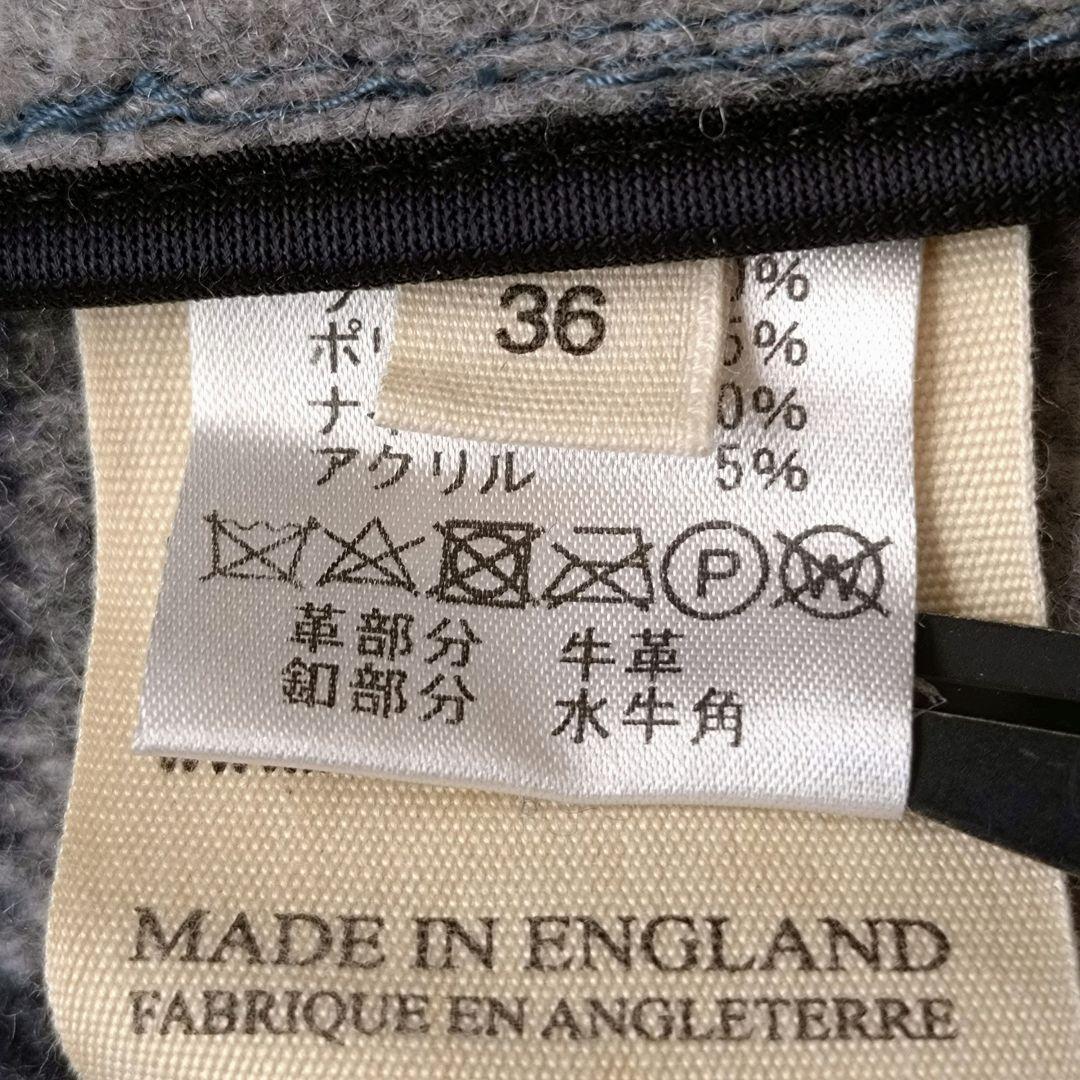 36
アクリル 5%
P W
革部分 牛革
釦部分 水牛角
MADE IN ENGLAND
FABRIQUE EN ANGLETERRE